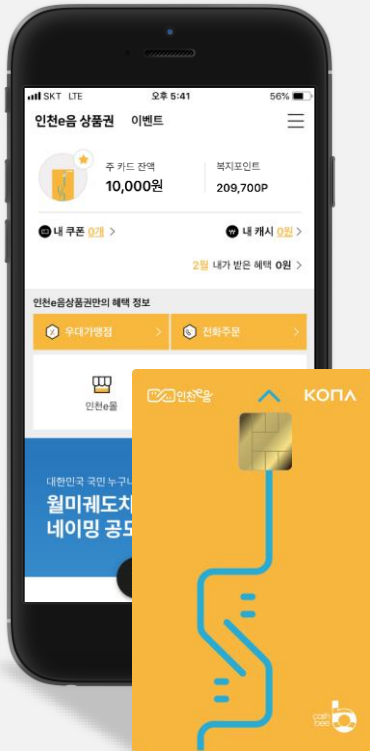 SKT LTE 오후 5:41 56%
인천e음 상품권 이벤트
주 카드 잔액 복지포인트
10,000원 209,700P
내 쿠폰 0개 > 내 캐시 0원 >
2월 내가 받은 혜택 0원 >
인천e음상품권만의 혜택 정보
우대가맹점 > 전화주문 >
인천e몰
대한민국 국민 누구나
월미궤도차
네이밍 공모
인천e음 KONA
cash
bee